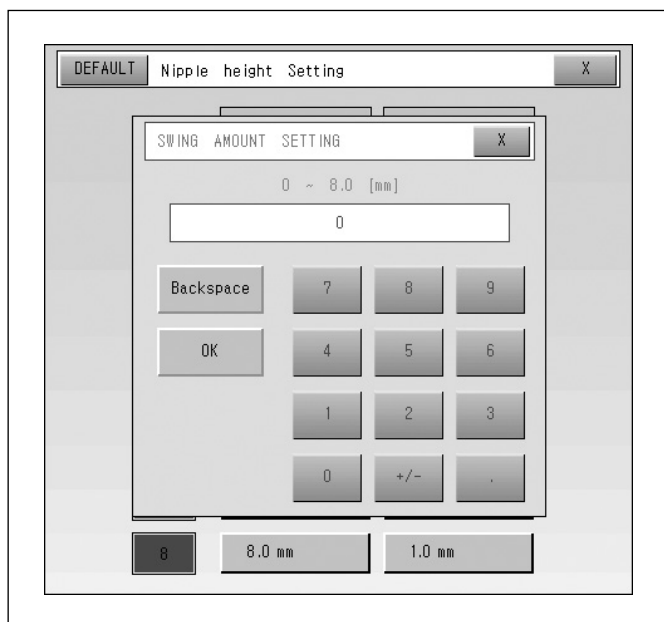 DEFAULT Nipple height Setting X
SWING AMOUNT SETTING X
0 ~ 8.0 [mm]
0
Backspace 7 8 9
OK 4 5 6
1 2 3
0 +/- .
8 8.0 mm 1.0 mm